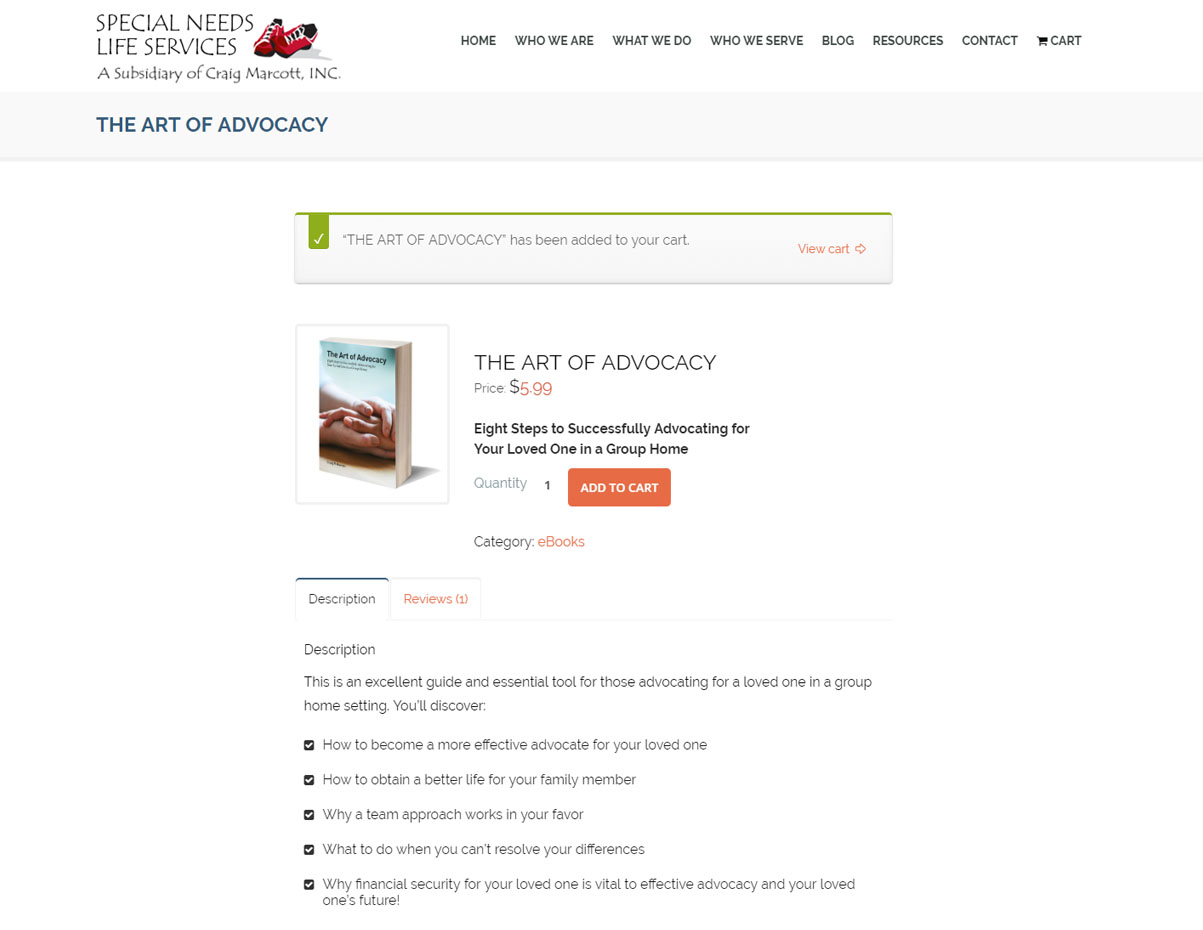 SPECIAL NEEDS
LIFE SERVICES
A Subsidiary of Craig Marcott, INC.
HOME WHO WE ARE WHAT WE DO WHO WE SERVE BLOG RESOURCES CONTACT CART
THE ART OF ADVOCACY
“THE ART OF ADVOCACY” has been added to your cart.
View cart
The Art of Advocacy
THE ART OF ADVOCACY
Price: $5.99
Eight Steps to Successfully Advocating for
Your Loved One in a Group Home
Quantity 1 ADD TO CART
Category: eBooks
Description Reviews (1)
Description
This is an excellent guide and essential tool for those advocating for a loved one in a group
home setting. You’ll discover:
How to become a more effective advocate for your loved one
How to obtain a better life for your family member
Why a team approach works in your favor
What to do when you can’t resolve your differences
Why financial security for your loved one is vital to effective advocacy and your loved
one’s future!